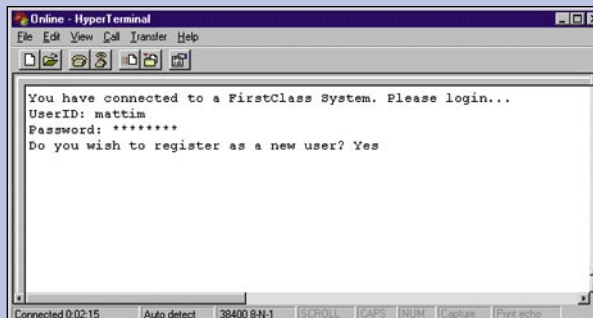 Online - HyperTerminal
File Edit View Call Transfer Help
You have connected to a FirstClass System. Please login...
UserID: mattim
Password: ********
Do you wish to register as a new user? Yes
Connected 0:02:15 Auto detect 38400 8-N-1 SCROLL CAPS NUM Capture Print echo